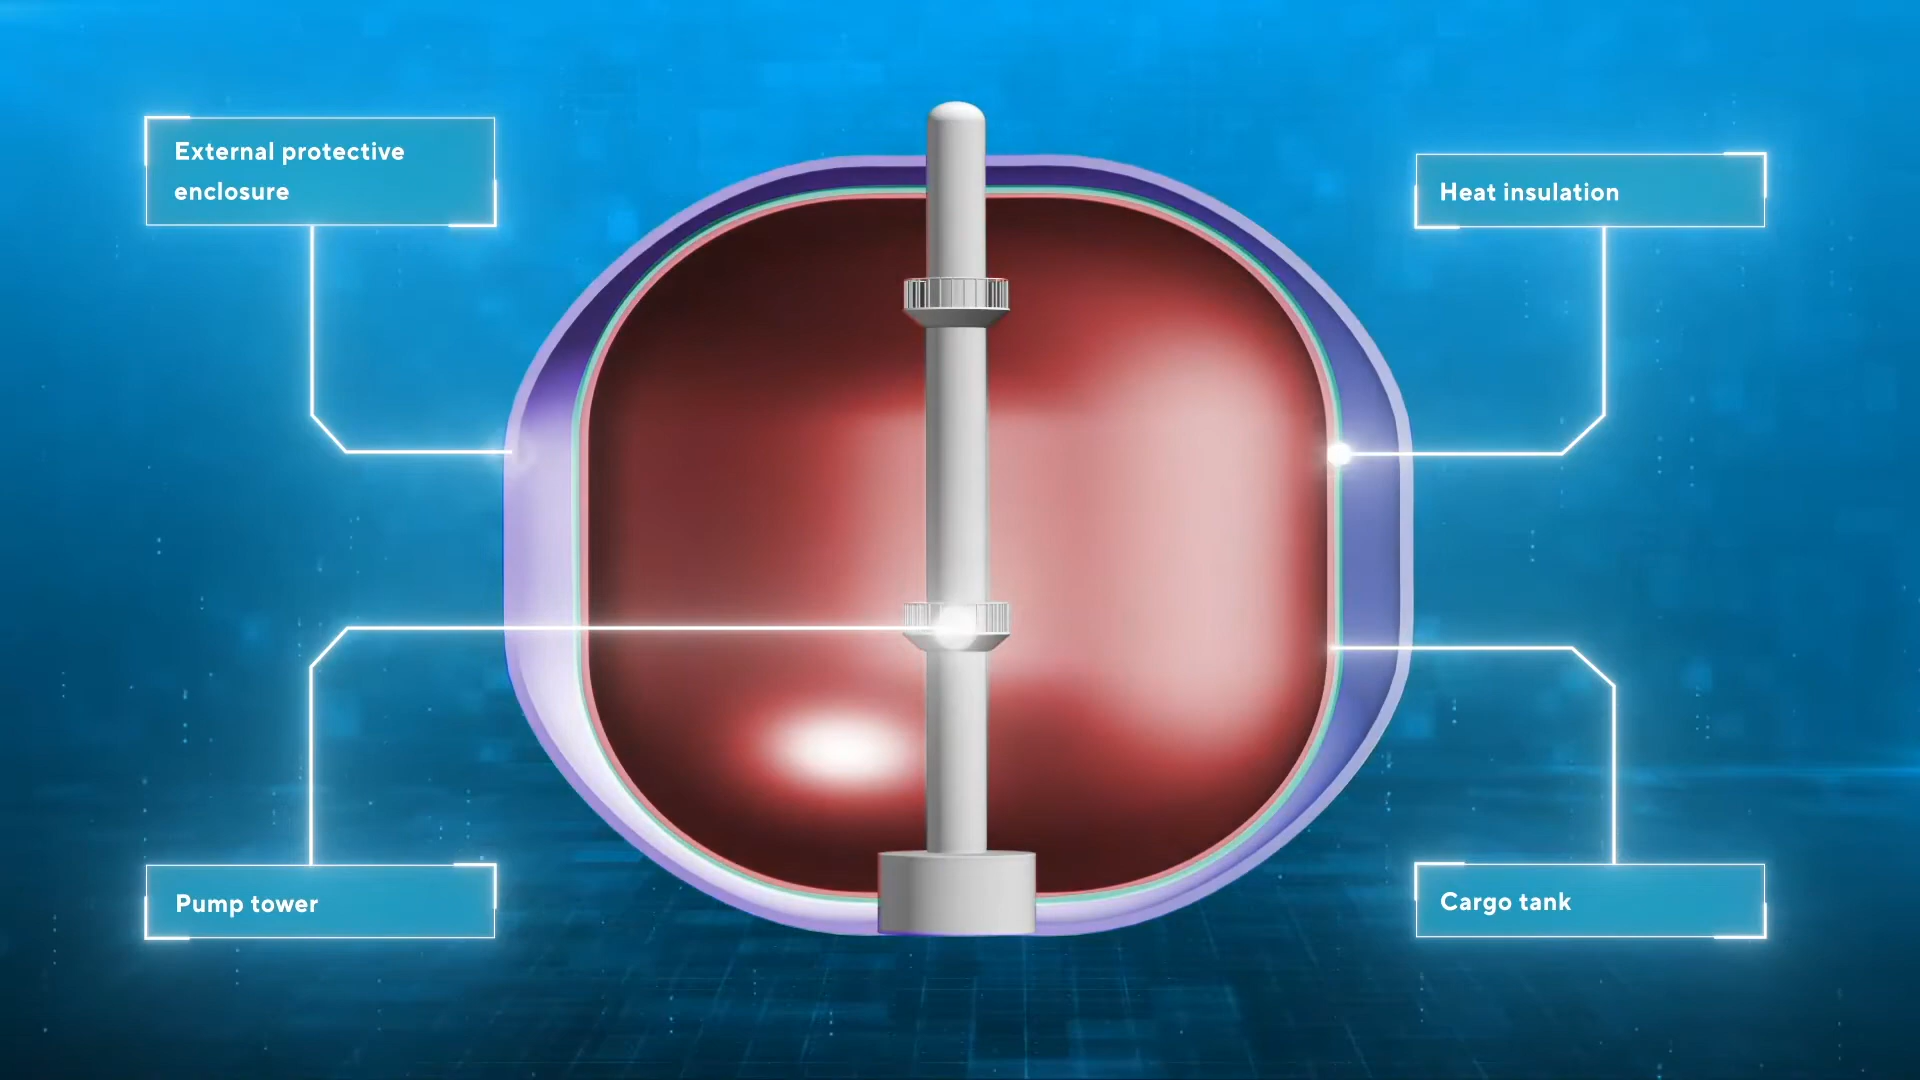 External protective
enclosure
Heat insulation
Pump tower
Cargo tank